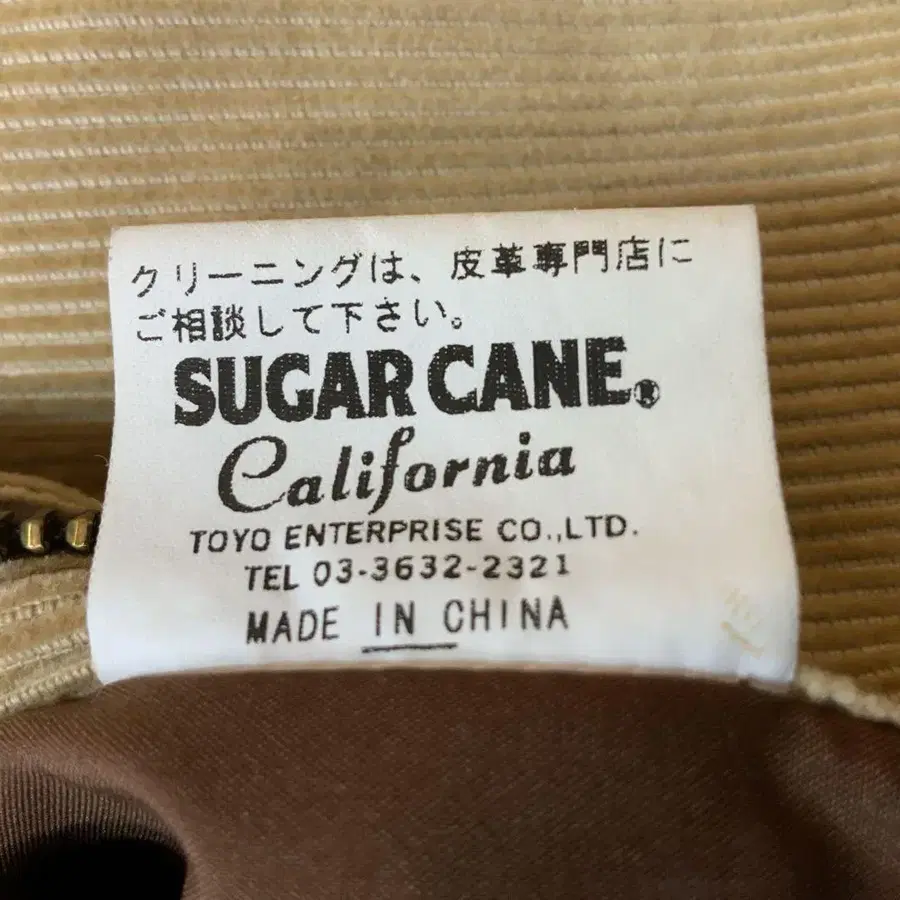 クリーニングは、皮革専門店に
ご相談して下さい。
SUGAR CANE®
California
TOYO ENTERPRISE CO.,LTD.
TEL 03-3632-2321
MADE IN CHINA